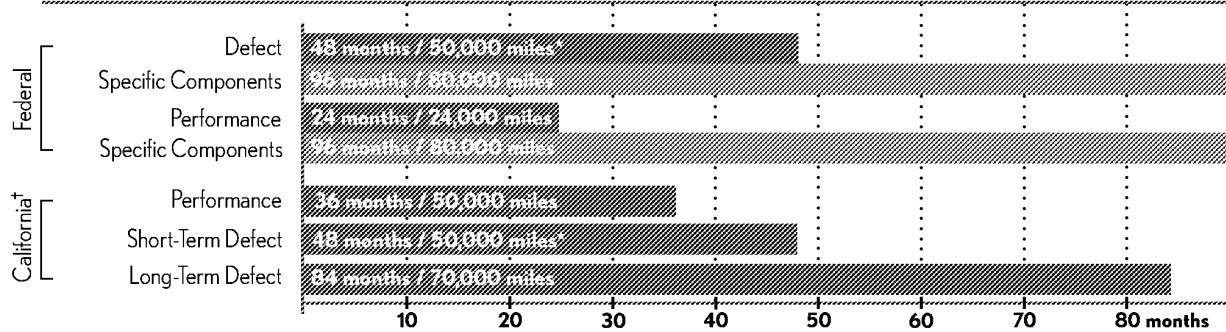 Federal
Defect 48 months / 50,000 miles*
Specific Components 96 months / 80,000 miles
Performance 24 months / 24,000 miles
Specific Components 96 months / 80,000 miles
California†
Performance 36 months / 50,000 miles
Short-Term Defect 48 months / 50,000 miles*
Long-Term Defect 84 months / 70,000 miles
10 20 30 40 50 60 70 80 months